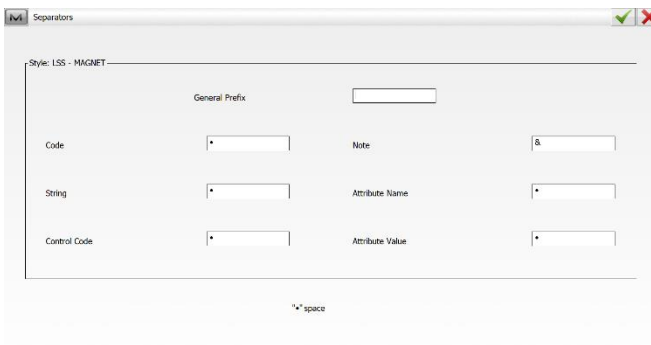 Separators
Style: LSS - MAGNET
General Prefix
Code • Note &
String • Attribute Name •
Control Code • Attribute Value •
"•" space